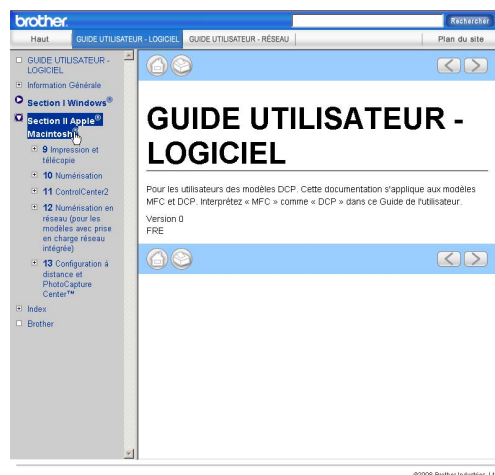 brother.
Rechercher
Haut
GUIDE UTILISATEUR - LOGICIEL
GUIDE UTILISATEUR - RÉSEAU
Plan du site
GUIDE UTILISATEUR -
LOGICIEL
Information Générale
Section I Windows®
Section II Apple®
Macintosh®
9 Impression et
télécopie
10 Numérisation
11 ControlCenter2
12 Numérisation en
réseau (pour les
modèles avec prise
en charge réseau
intégrée)
13 Configuration à
distance et
PhotoCapture
Center™
Index
Brother
GUIDE UTILISATEUR -
LOGICIEL
Pour les utilisateurs des modèles DCP. Cette documentation s'applique aux modèles
MFC et DCP. Interprétez « MFC » comme « DCP » dans ce Guide de l'utilisateur.
Version 0
FRE
Brother Industries